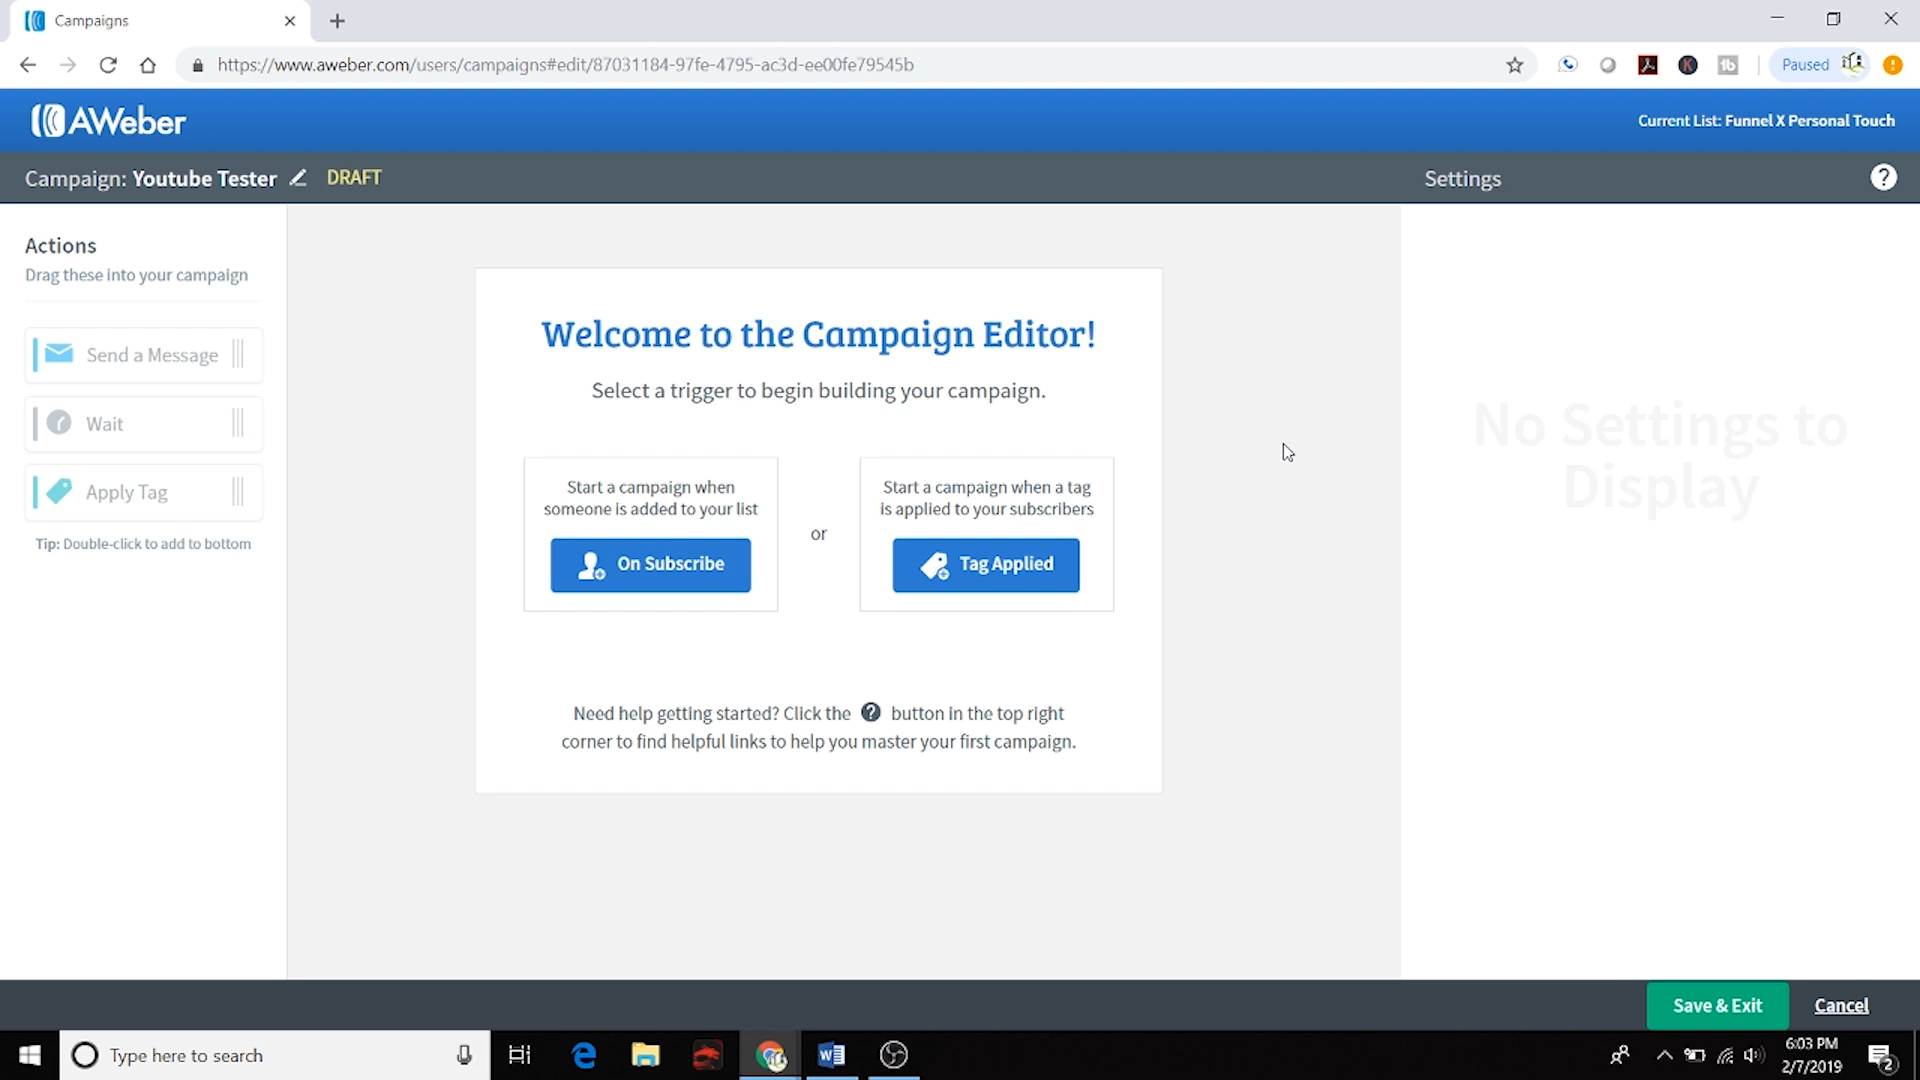 Campaigns
https://www.aweber.com/users/campaigns#edit/87031184-97fe-4795-ac3d-ee00fe79545b
Paused
AWeber
Current List: Funnel X Personal Touch
Campaign: Youtube Tester DRAFT
Settings
?
Actions
Drag these into your campaign
Send a Message
Wait
Apply Tag
Tip: Double-click to add to bottom
Welcome to the Campaign Editor!
Select a trigger to begin building your campaign.
Start a campaign when
someone is added to your list
On Subscribe
or
Start a campaign when a tag
is applied to your subscribers
Tag Applied
Need help getting started? Click the ? button in the top right
corner to find helpful links to help you master your first campaign.
No Settings to
Display
Save & Exit
Cancel
Type here to search
6:03 PM
2/7/2019
2